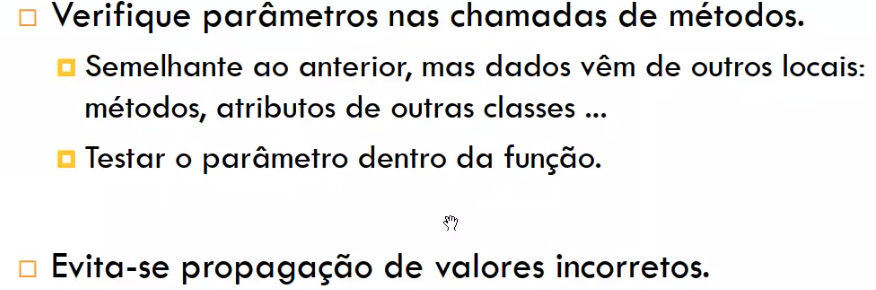 Verifique parâmetros nas chamadas de métodos.
Semelhante ao anterior, mas dados vêm de outros locais:
métodos, atributos de outras classes ...
Testar o parâmetro dentro da função.
Evita-se propagação de valores incorretos.